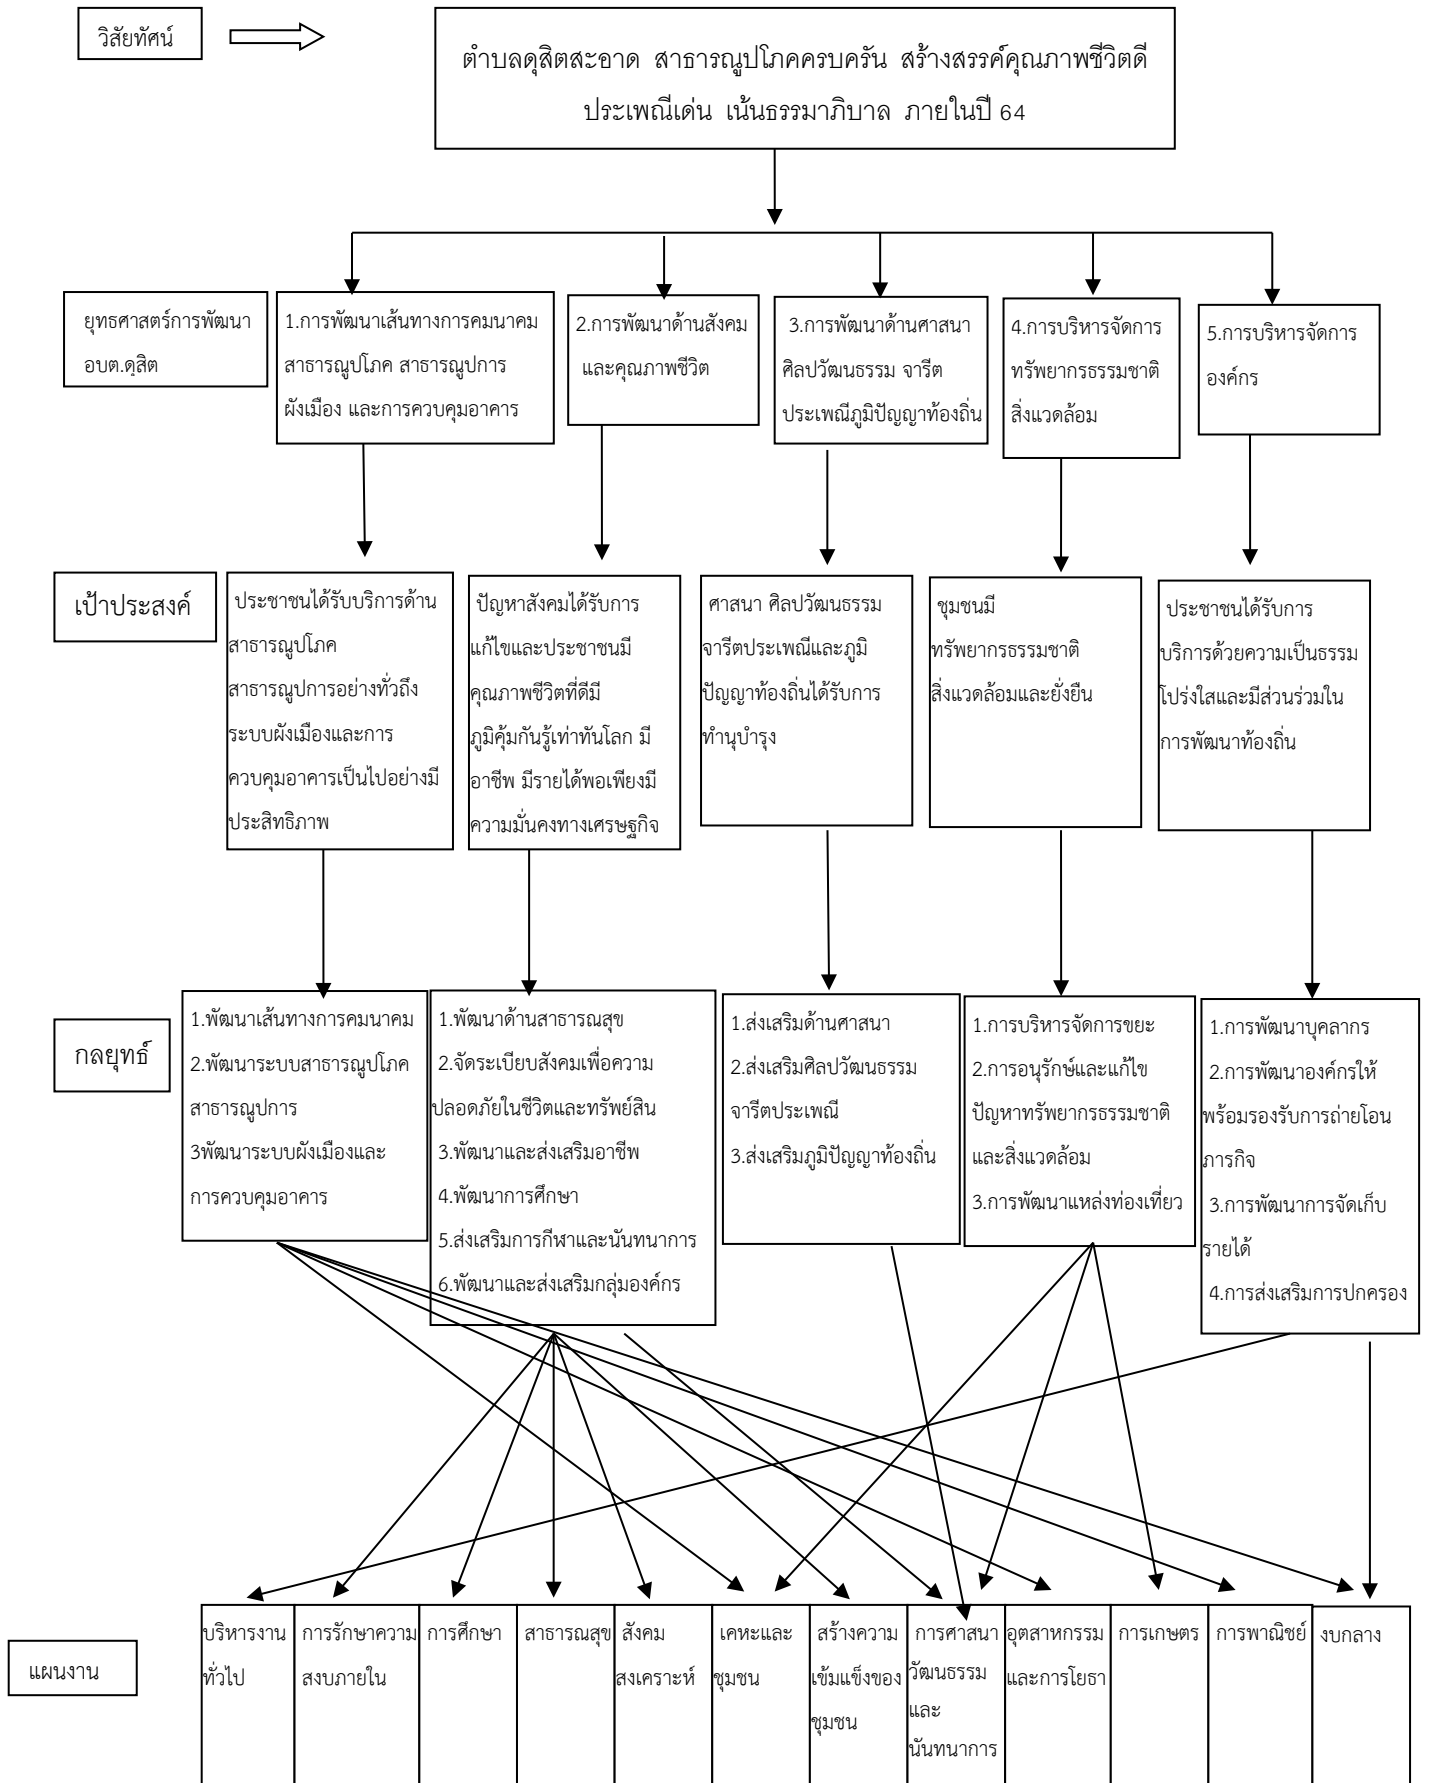 วิสัยทัศน์
ตำบลดุสิตสะอาด สาธารณูปโภคครบครัน สร้างสรรค์คุณภาพชีวิตดี
ประเพณีเด่น เน้นธรรมาภิบาล ภายในปี 64
ยุทธศาสตร์การพัฒนา
อบต.ดุสิต
1.การพัฒนาเส้นทางการคมนาคม
สาธารณูปโภค สาธารณูปการ
ผังเมือง และการควบคุมอาคาร
2.การพัฒนาด้านสังคม
และคุณภาพชีวิต
3.การพัฒนาด้านศาสนา
ศิลปวัฒนธรรม จารีต
ประเพณีภูมิปัญญาท้องถิ่น
4.การบริหารจัดการ
ทรัพยากรธรรมชาติ
สิ่งแวดล้อม
5.การบริหารจัดการ
องค์กร
เป้าประสงค์
ประชาชนได้รับบริการด้าน
สาธารณูปโภค
สาธารณูปการอย่างทั่วถึง
ระบบผังเมืองและการ
ควบคุมอาคารเป็นไปอย่างมี
ประสิทธิภาพ
ปัญหาสังคมได้รับการ
แก้ไขและประชาชนมี
คุณภาพชีวิตที่ดีมี
ภูมิคุ้มกันรู้เท่าทันโลก มี
อาชีพ มีรายได้พอเพียงมี
ความมั่นคงทางเศรษฐกิจ
ศาสนา ศิลปวัฒนธรรม
จารีตประเพณีและภูมิ
ปัญญาท้องถิ่นได้รับการ
ทำนุบำรุง
ชุมชนมี
ทรัพยากรธรรมชาติ
สิ่งแวดล้อมและยั่งยืน
ประชาชนได้รับการ
บริการด้วยความเป็นธรรม
โปร่งใสและมีส่วนร่วมใน
การพัฒนาท้องถิ่น
กลยุทธ์
1.พัฒนาเส้นทางการคมนาคม
2.พัฒนาระบบสาธารณูปโภค
สาธารณูปการ
3พัฒนาระบบผังเมืองและ
การควบคุมอาคาร
1.พัฒนาด้านสาธารณสุข
2.จัดระเบียบสังคมเพื่อความ
ปลอดภัยในชีวิตและทรัพย์สิน
3.พัฒนาและส่งเสริมอาชีพ
4.พัฒนาการศึกษา
5.ส่งเสริมการกีฬาและนันทนาการ
6.พัฒนาและส่งเสริมกลุ่มองค์กร
1.ส่งเสริมด้านศาสนา
2.ส่งเสริมศิลปวัฒนธรรม
จารีตประเพณี
3.ส่งเสริมภูมิปัญญาท้องถิ่น
1.การบริหารจัดการขยะ
2.การอนุรักษ์และแก้ไข
ปัญหาทรัพยากรธรรมชาติ
และสิ่งแวดล้อม
3.การพัฒนาแหล่งท่องเที่ยว
1.การพัฒนาบุคลากร
2.การพัฒนาองค์กรให้
พร้อมรองรับการถ่ายโอน
ภารกิจ
3.การพัฒนาการจัดเก็บ
รายได้
4.การส่งเสริมการปกครอง
แผนงาน
บริหารงาน
ทั่วไป
การรักษาความ
สงบภายใน
การศึกษา
สาธารณสุข
สังคม
สงเคราะห์
เคหะและ
ชุมชน
สร้างความ
เข้มแข็งของ
ชุมชน
การศาสนา
วัฒนธรรม
และ
นันทนาการ
อุตสาหกรรม
และการโยธา
การเกษตร
การพาณิชย์
งบกลาง